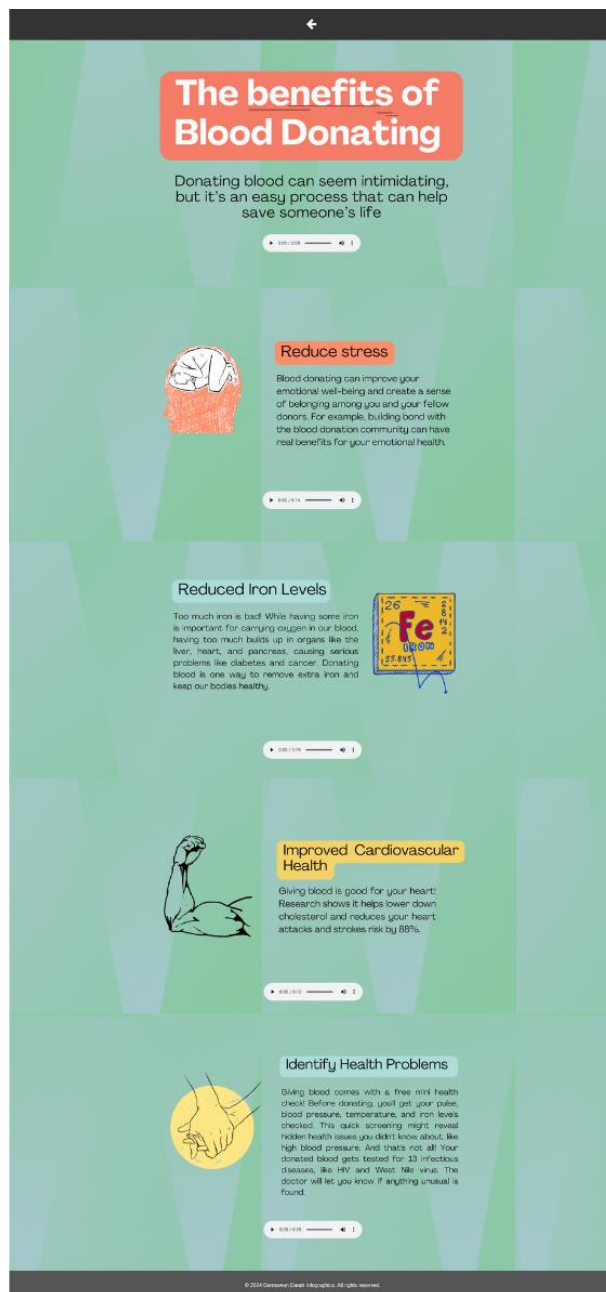 The benefits of
Blood Donating
Donating blood can seem intimidating,
but it's an easy process that can help
save someone's life
Reduce stress
Blood donating can improve your
emotional well-being and create a sense
of belonging among you and your fellow
donors. For example, building bond with
the blood donation community can have
real benefits for your emotional health.
Reduced Iron Levels
Too much iron is bad! While having some iron
is important for carrying oxygen in our blood,
having too much builds up in organs like the
liver, heart, and pancreas, causing serious
problems like diabetes and cancer. Donating
blood is one way to remove extra iron and
keep our bodies healthy.
26
2
8
14
2
Fe
IRON
55.845
Improved Cardiovascular
Health
Giving blood is good for your heart!
Research shows it helps lower down
cholesterol and reduces your heart
attacks and strokes risk by 88%.
Identify Health Problems
Giving blood comes with a free mini health
check! Before donating, you'll get your pulse,
blood pressure, temperature, and iron levels
checked. This quick screening might reveal
hidden health issues you didn't know about, like
high blood pressure. And that's not all! Your
donated blood gets tested for 13 infectious
diseases, like HIV and West Nile virus. The
doctor will let you know if anything unusual is
found.
© 2024 Infographics. All rights reserved.